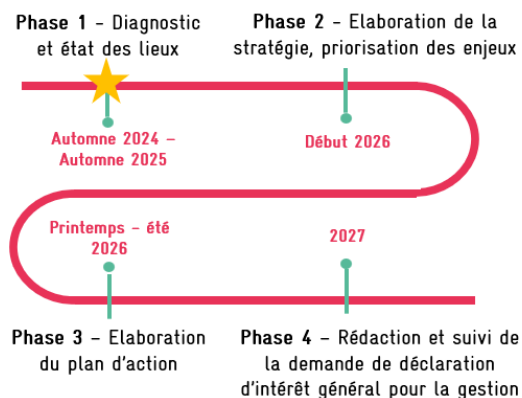 Phase 1 – Diagnostic
et état des lieux
Phase 2 – Elaboration de la
stratégie, priorisation des enjeux
Automne 2024 –
Automne 2025
Début 2026
Printemps – été
2026
2027
Phase 3 – Elaboration
du plan d'action
Phase 4 – Rédaction et suivi de
la demande de déclaration
d'intérêt général pour la gestion